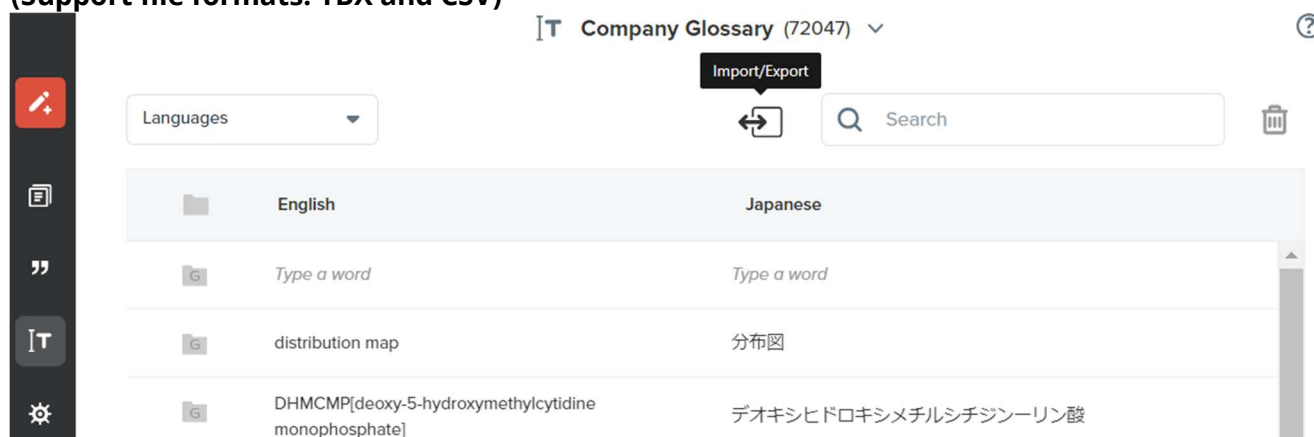 (Support file formats: TBX and CSV)
Company Glossary (72047)
Import/Export
Languages
Search
English Japanese
Type a word Type a word
G
distribution map 分布図
G
DHMCMP[deoxy-5-hydroxymethylcytidine
monophosphate] デオキシヒドロキシメチルシチジンーリン酸
G